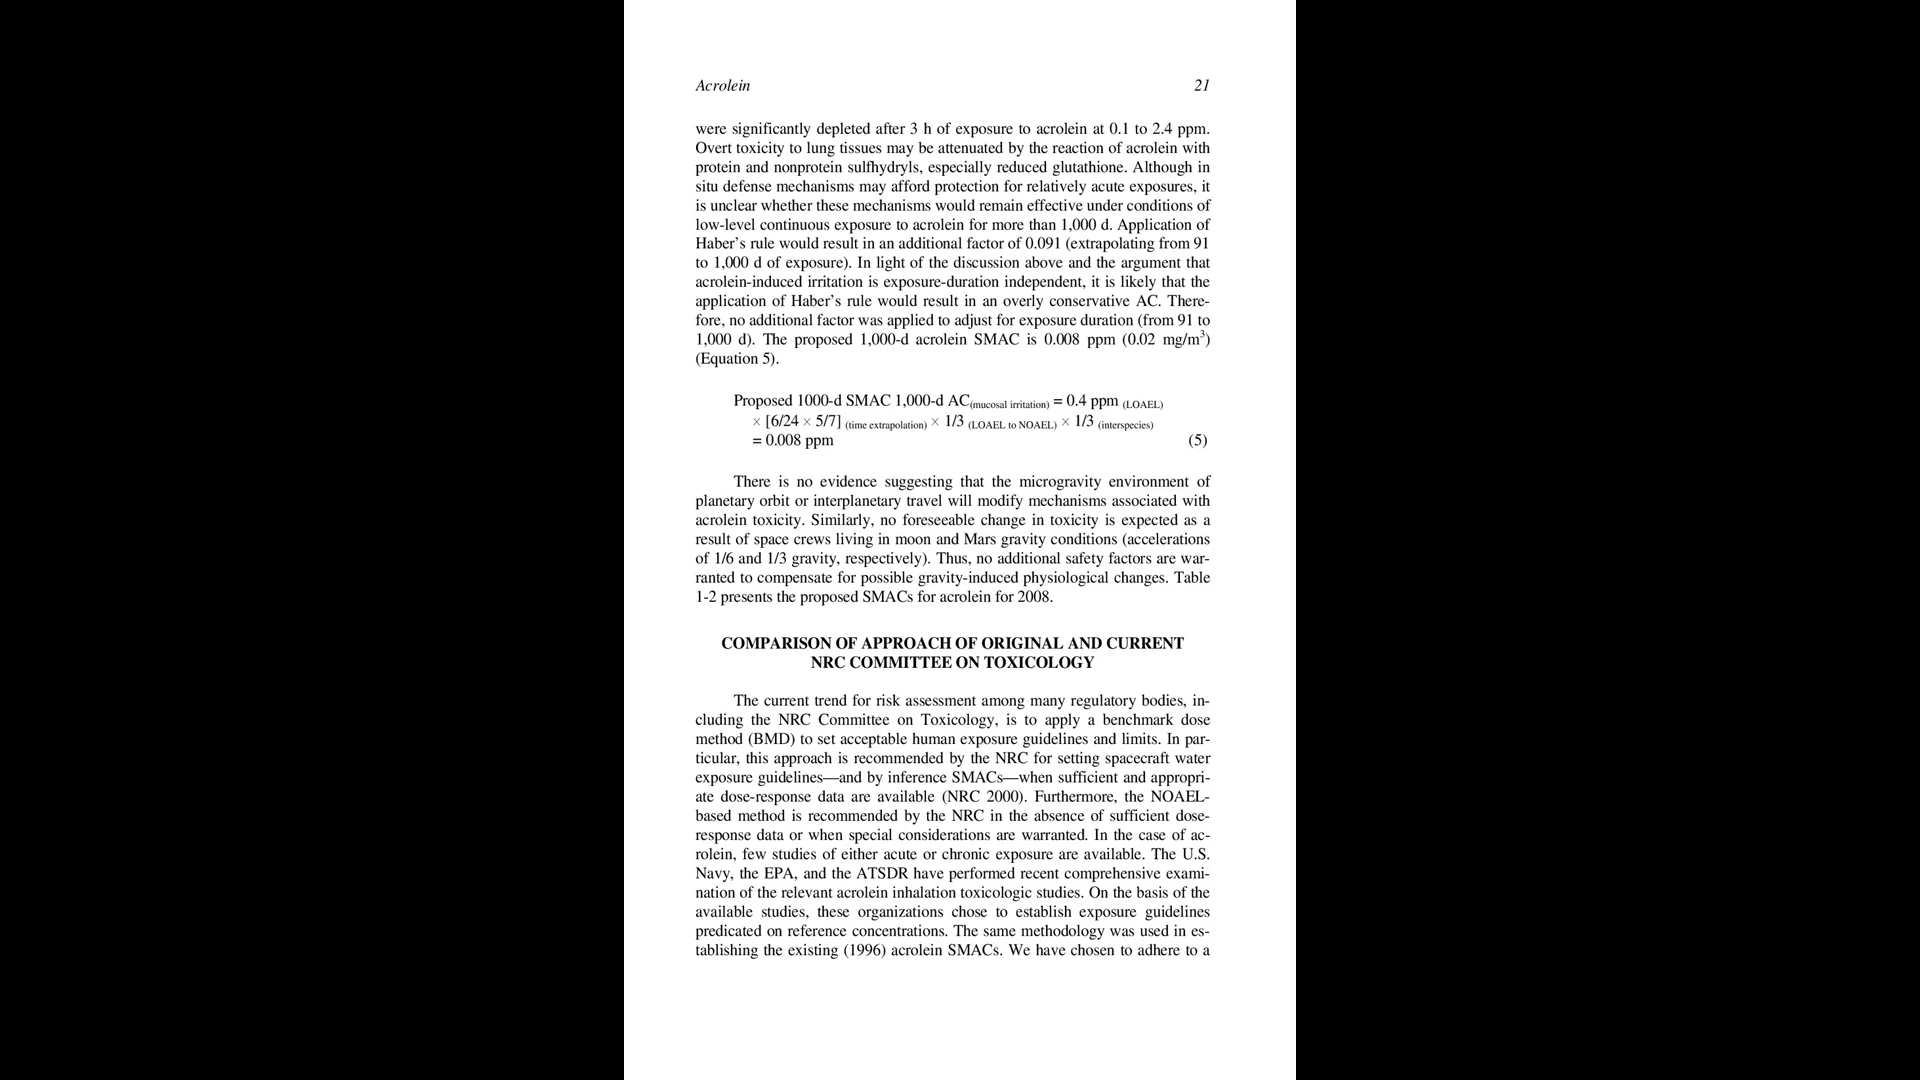 Acrolein 21
were significantly depleted after 3 h of exposure to acrolein at 0.1 to 2.4 ppm.
Overt toxicity to lung tissues may be attenuated by the reaction of acrolein with
protein and nonprotein sulfhydryls, especially reduced glutathione. Although in
situ defense mechanisms may afford protection for relatively acute exposures, it
is unclear whether these mechanisms would remain effective under conditions of
low-level continuous exposure to acrolein for more than 1,000 d. Application of
Haber's rule would result in an additional factor of 0.091 (extrapolating from 91
to 1,000 d of exposure). In light of the discussion above and the argument that
acrolein-induced irritation is exposure-duration independent, it is likely that the
application of Haber's rule would result in an overly conservative AC. There-
fore, no additional factor was applied to adjust for exposure duration (from 91 to
1,000 d). The proposed 1,000-d acrolein SMAC is 0.008 ppm (0.02 mg/m³)
(Equation 5).
Proposed 1000-d SMAC 1,000-d AC(mucosal irritation) = 0.4 ppm (LOAEL)
× [6/24 × 5/7] (time extrapolation) × 1/3 (LOAEL to NOAEL) × 1/3 (interspecies)
= 0.008 ppm (5)
There is no evidence suggesting that the microgravity environment of
planetary orbit or interplanetary travel will modify mechanisms associated with
acrolein toxicity. Similarly, no foreseeable change in toxicity is expected as a
result of space crews living in moon and Mars gravity conditions (accelerations
of 1/6 and 1/3 gravity, respectively). Thus, no additional safety factors are war-
ranted to compensate for possible gravity-induced physiological changes. Table
1-2 presents the proposed SMACs for acrolein for 2008.
COMPARISON OF APPROACH OF ORIGINAL AND CURRENT
NRC COMMITTEE ON TOXICOLOGY
The current trend for risk assessment among many regulatory bodies, in-
cluding the NRC Committee on Toxicology, is to apply a benchmark dose
method (BMD) to set acceptable human exposure guidelines and limits. In par-
ticular, this approach is recommended by the NRC for setting spacecraft water
exposure guidelines—and by inference SMACs—when sufficient and appropri-
ate dose-response data are available (NRC 2000). Furthermore, the NOAEL-
based method is recommended by the NRC in the absence of sufficient dose-
response data or when special considerations are warranted. In the case of ac-
rolein, few studies of either acute or chronic exposure are available. The U.S.
Navy, the EPA, and the ATSDR have performed recent comprehensive exami-
nation of the relevant acrolein inhalation toxicologic studies. On the basis of the
available studies, these organizations chose to establish exposure guidelines
predicated on reference concentrations. The same methodology was used in es-
tablishing the existing (1996) acrolein SMACs. We have chosen to adhere to a